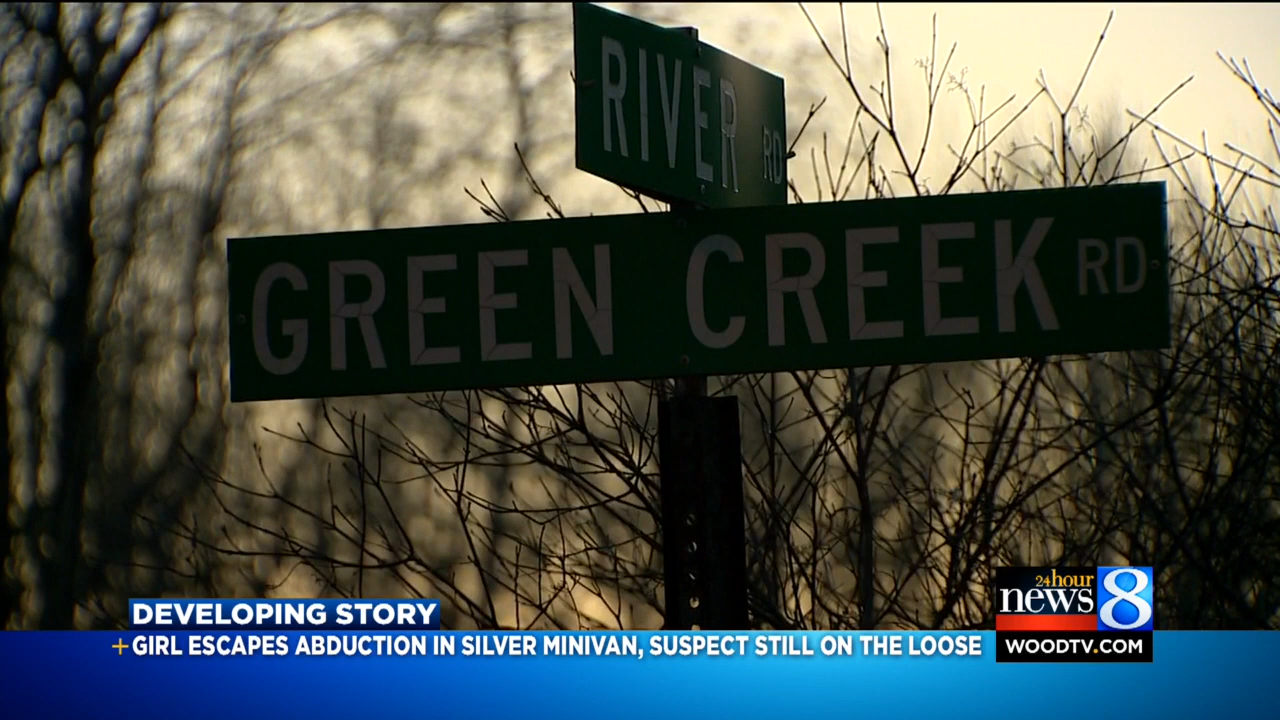 RIVER RD
GREEN CREEK RD
DEVELOPING STORY
+GIRL ESCAPES ABDUCTION IN SILVER MINIVAN, SUSPECT STILL ON THE LOOSE
24hour
news 8
WOODTV.COM